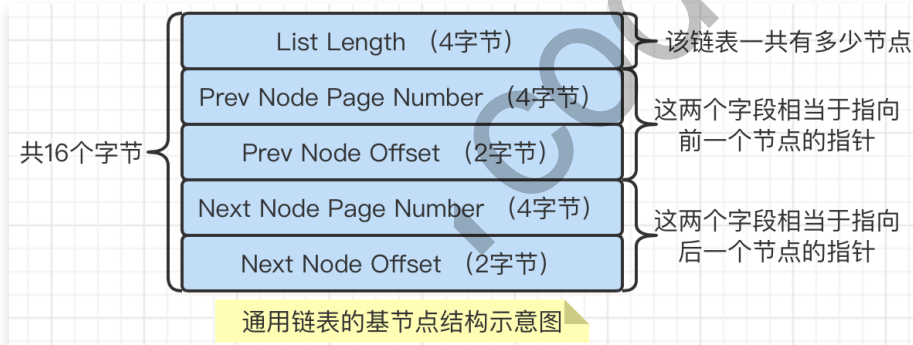 List Length （4字节）
该链表一共有多少节点
Prev Node Page Number （4字节）
Prev Node Offset （2字节）
这两个字段相当于指向
前一个节点的指针
共16个字节
Next Node Page Number （4字节）
Next Node Offset （2字节）
这两个字段相当于指向
后一个节点的指针
通用链表的基节点结构示意图